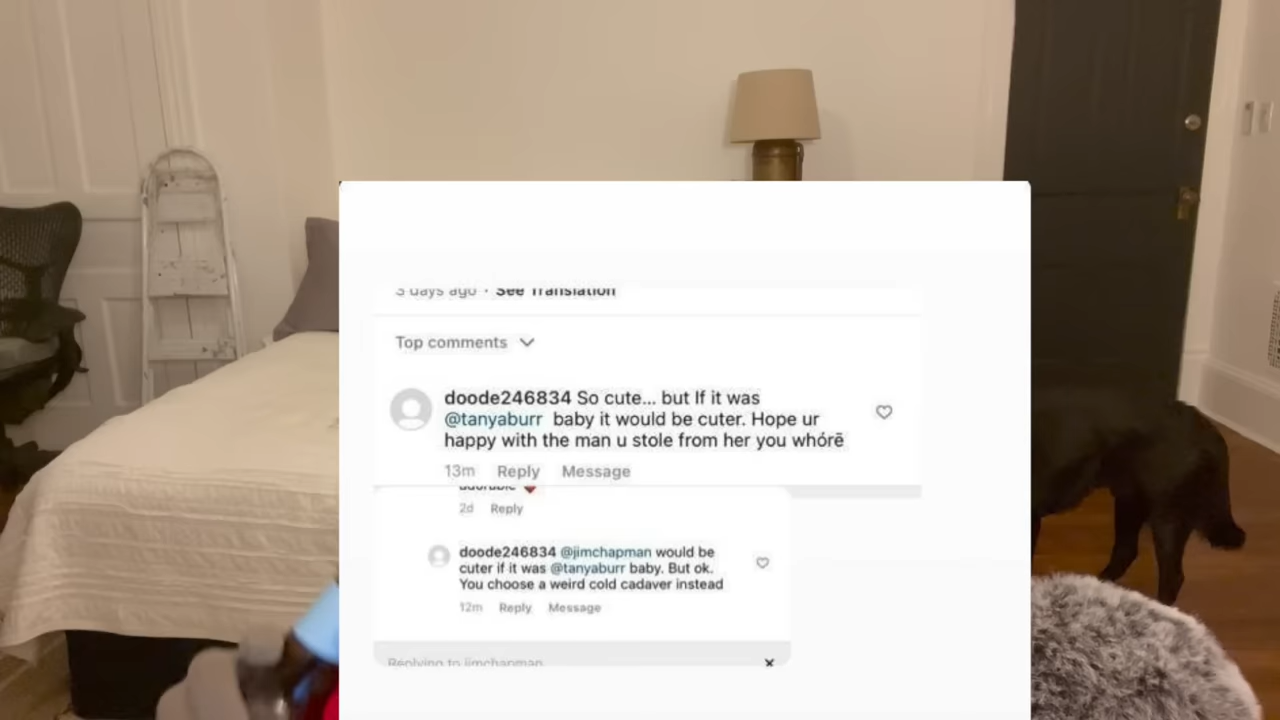 3 days ago · See Translation
Top comments
doode246834 So cute... but If it was
@tanyaburr baby it would be cuter. Hope ur
happy with the man u stole from her you whórē
13m Reply Message
adorable ❤️
2d Reply
doode246834 @jimchapman would be
cuter if it was @tanyaburr baby. But ok.
You choose a weird cold cadaver instead
12m Reply Message
Replying to jimchapman